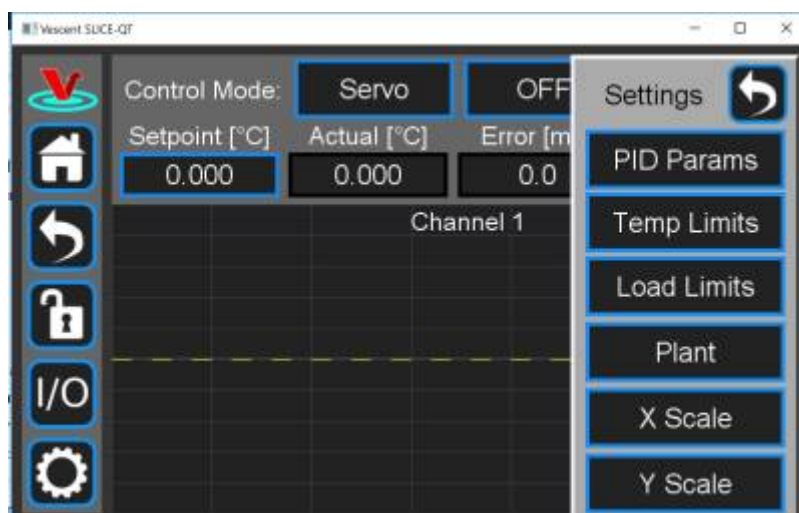 Vescent SLICE-QT
Control Mode: Servo OFF
Settings
Setpoint [°C] Actual [°C] Error [m
0.000 0.000 0.0
PID Params
Channel 1
Temp Limits
Load Limits
Plant
I/O
X Scale
Y Scale